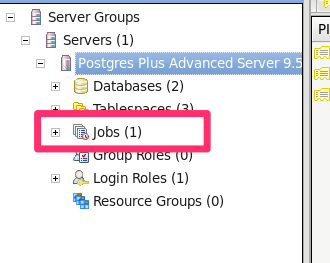 Server Groups
Servers (1)
Postgres Plus Advanced Server 9.5
Databases (2)
Tablespaces (3)
Jobs (1)
Group Roles (0)
Login Roles (1)
Resource Groups (0)